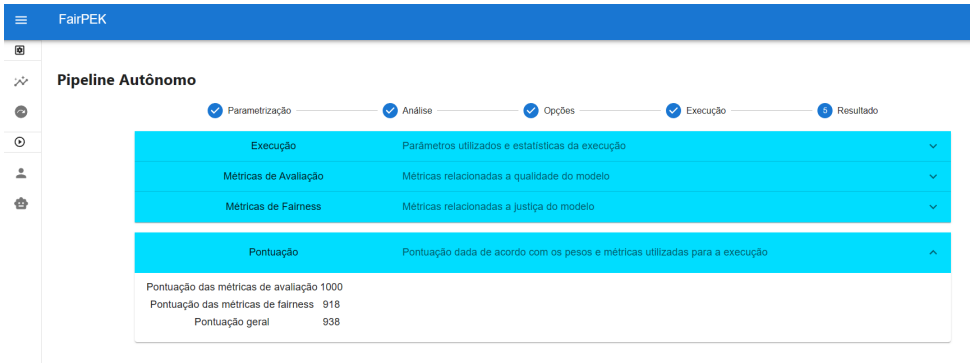 FairPEK
Pipeline Autônomo
Parametrização Análise Opções Execução 5 Resultado
Execução Parâmetros utilizados e estatísticas da execução
Métricas de Avaliação Métricas relacionadas a qualidade do modelo
Métricas de Fairness Métricas relacionadas a justiça do modelo
Pontuação Pontuação dada de acordo com os pesos e métricas utilizadas para a execução
Pontuação das métricas de avaliação 1000
Pontuação das métricas de fairness 918
Pontuação geral 938